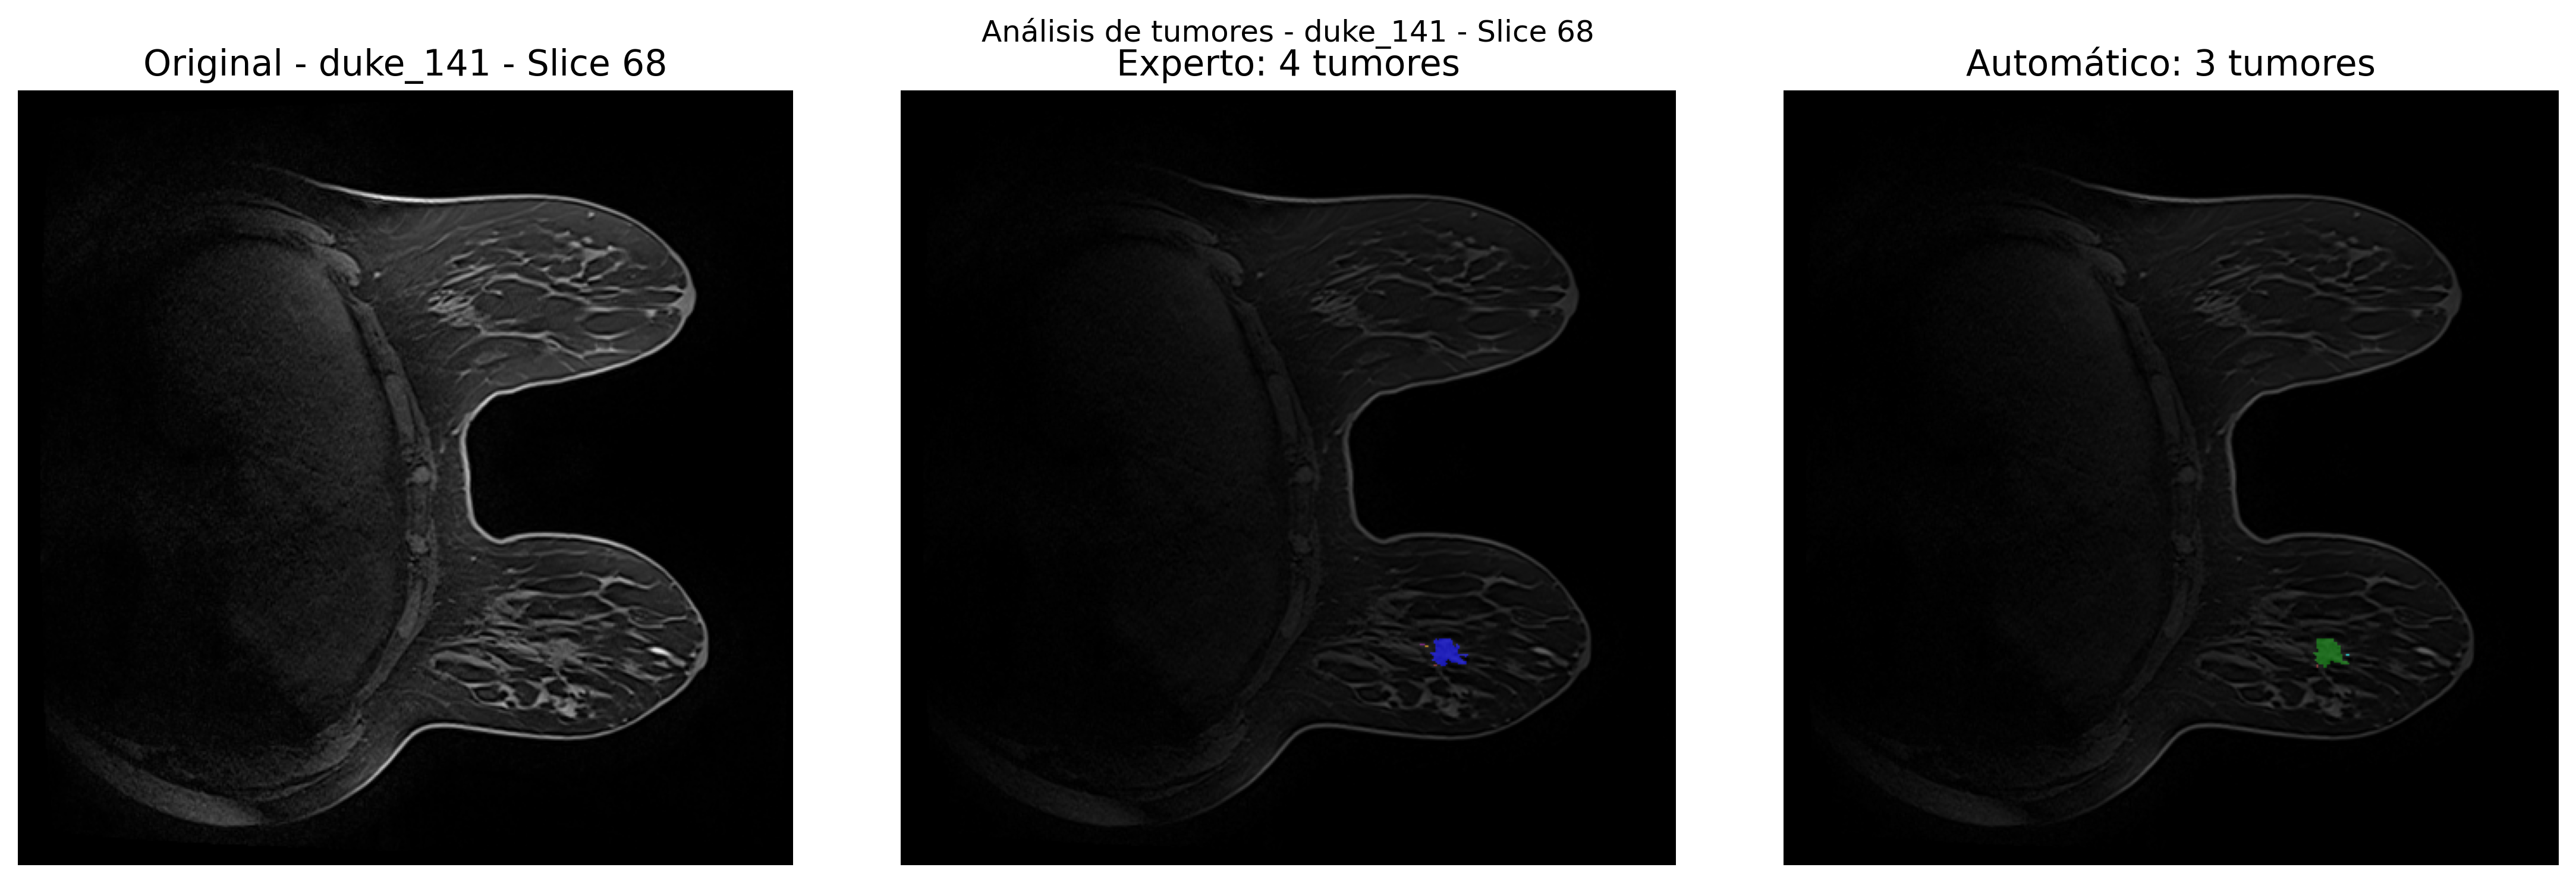 Análisis de tumores - duke_141 - Slice 68
Original - duke_141 - Slice 68
Experto: 4 tumores
Automático: 3 tumores